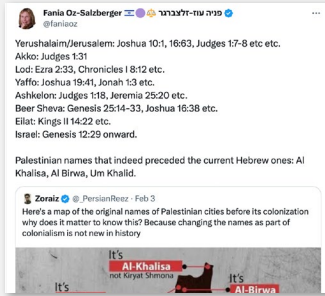 Fania Oz-Salzberger פניה עוז-זלצברגר
@faniaoz
Yerushalaim/Jerusalem: Joshua 10:1, 16:63, Judges 1:7-8 etc etc.
Akko: Judges 1:31
Lod: Ezra 2:33, Chronicles I 8:12 etc.
Yaffo: Joshua 19:41, Jonah 1:3 etc.
Ashkelon: Judges 1:18, Jeremia 25:20 etc.
Beer Sheva: Genesis 25:14-33, Joshua 16:38 etc.
Eilat: Kings II 14:22 etc.
Israel: Genesis 12:29 onward.
Palestinian names that indeed preceded the current Hebrew ones: Al
Khalisa, Al Birwa, Um Khalid.
Zoraiz @_PersianReez · Feb 3
Here's a map of the original names of Palestinian cities before its colonization
why does it matter to know this? Because changing the names as part of
colonialism is not new in history
It's
Al-Khalisa
not Kiryat Shmona
It's
It's
Al-Birwa